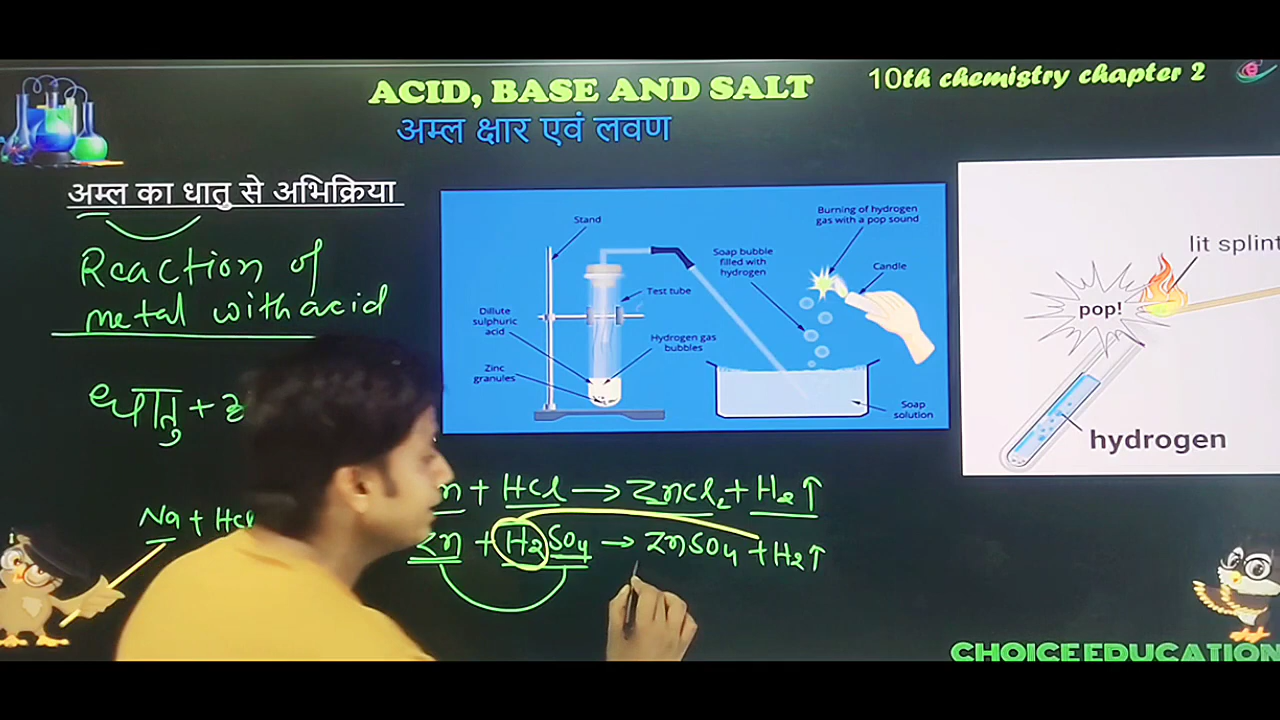 ACID, BASE AND SALT
10th chemistry chapter 2
अम्ल क्षार एवं लवण
अम्ल का धातु से अभिक्रिया
Reaction of
metal with acid
धातु +
Na + HCl
Stand
Test tube
Dillute
sulphuric
acid
Hydrogen gas
bubbles
Zinc
granules
Soap bubble
filled with
hydrogen
Burning of hydrogen
gas with a pop sound
Candle
Soap
solution
lit splint
pop!
hydrogen
+ HCl → ZnCl₂ + H₂↑
Zn + H₂SO₄ → ZnSO₄ + H₂↑
CHOICE EDUCATION